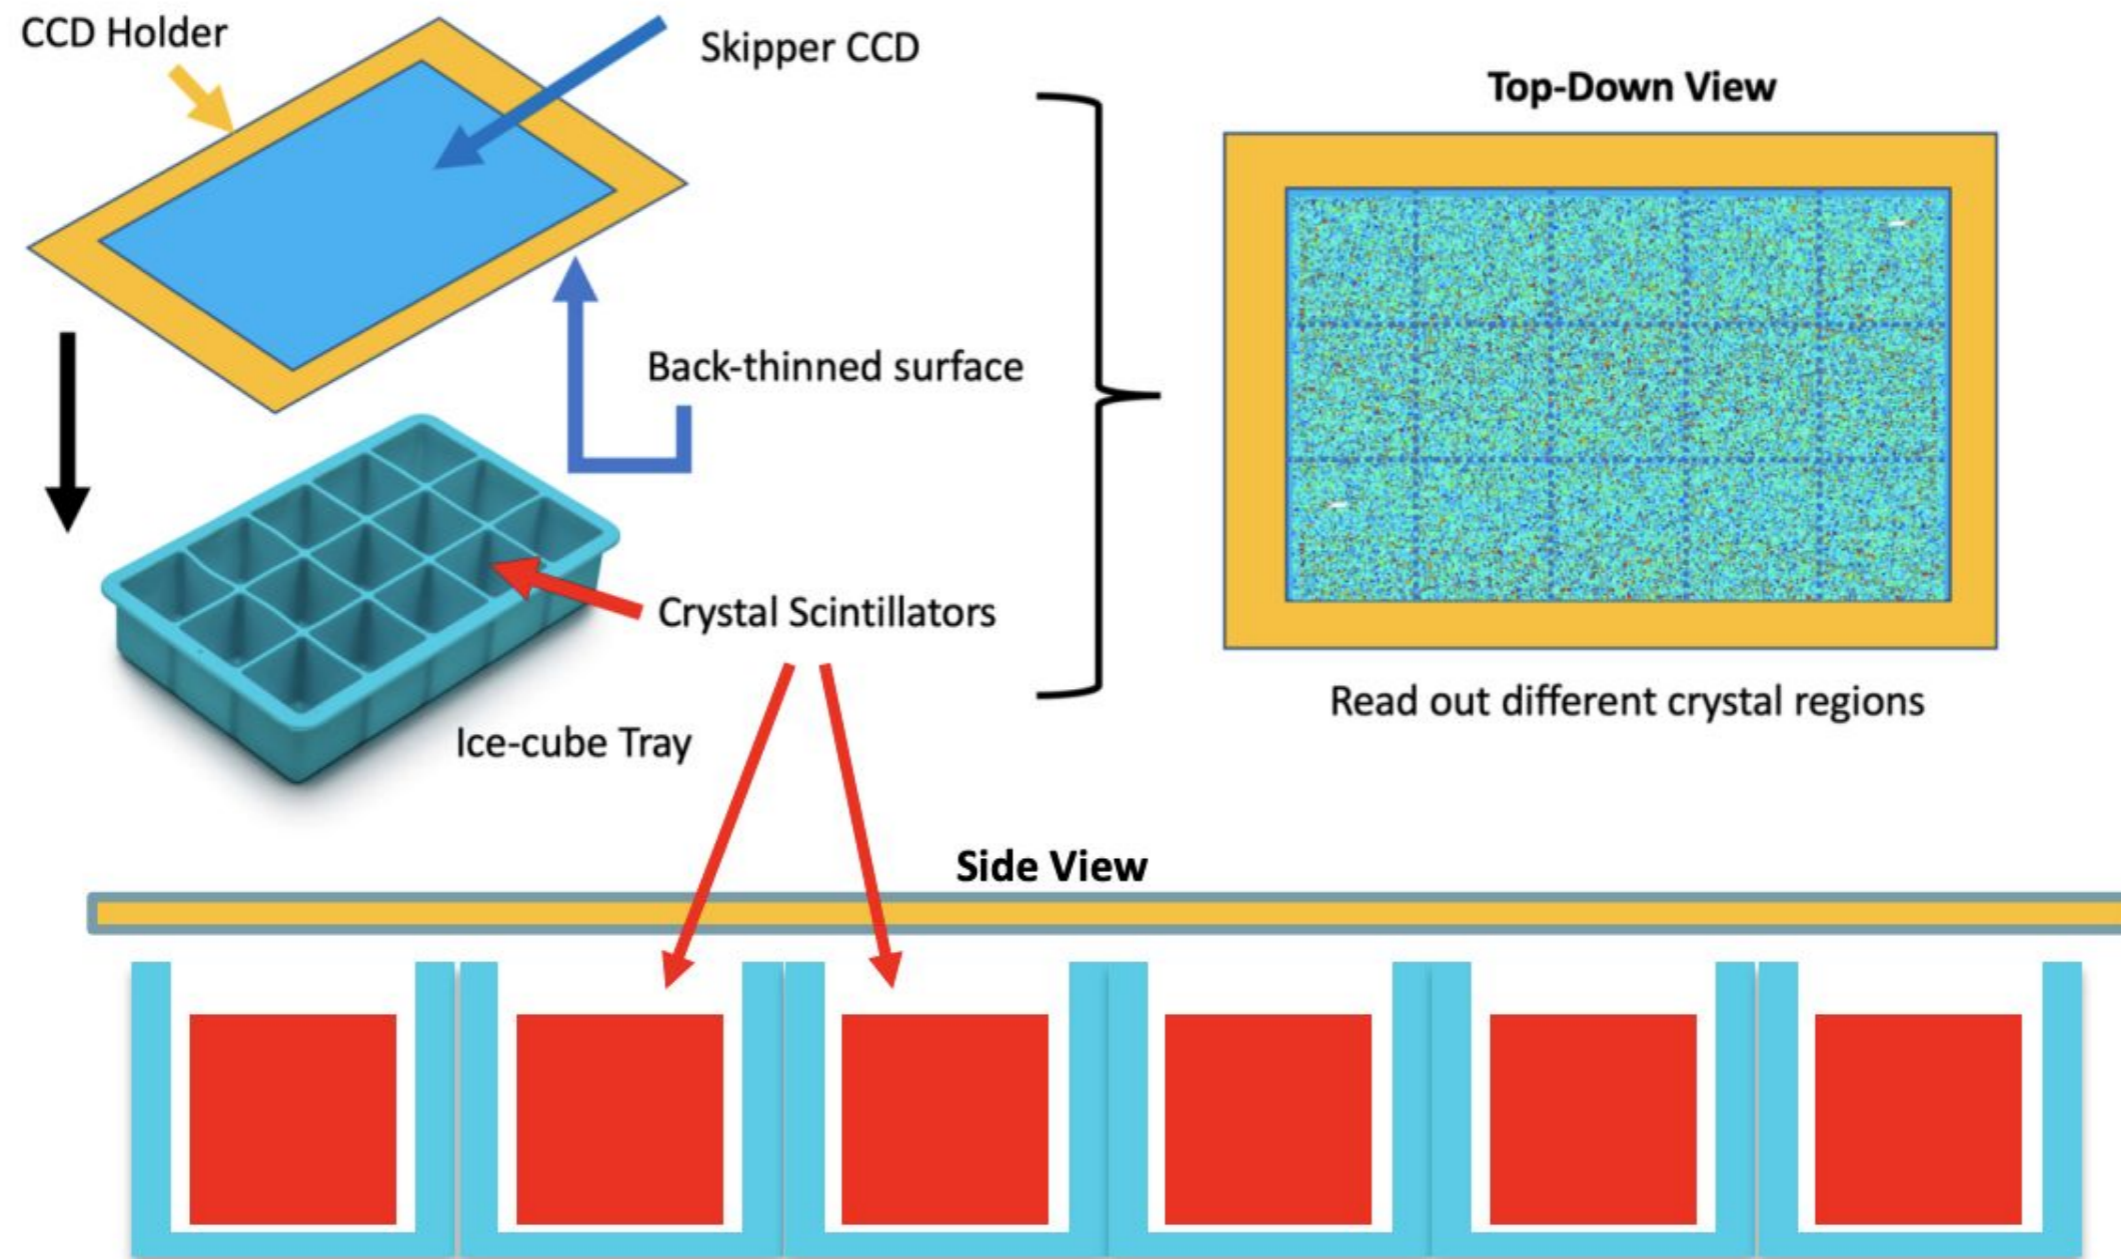 CCD Holder
Skipper CCD
Top-Down View
Back-thinned surface
Crystal Scintillators
Read out different crystal regions
Ice-cube Tray
Side View